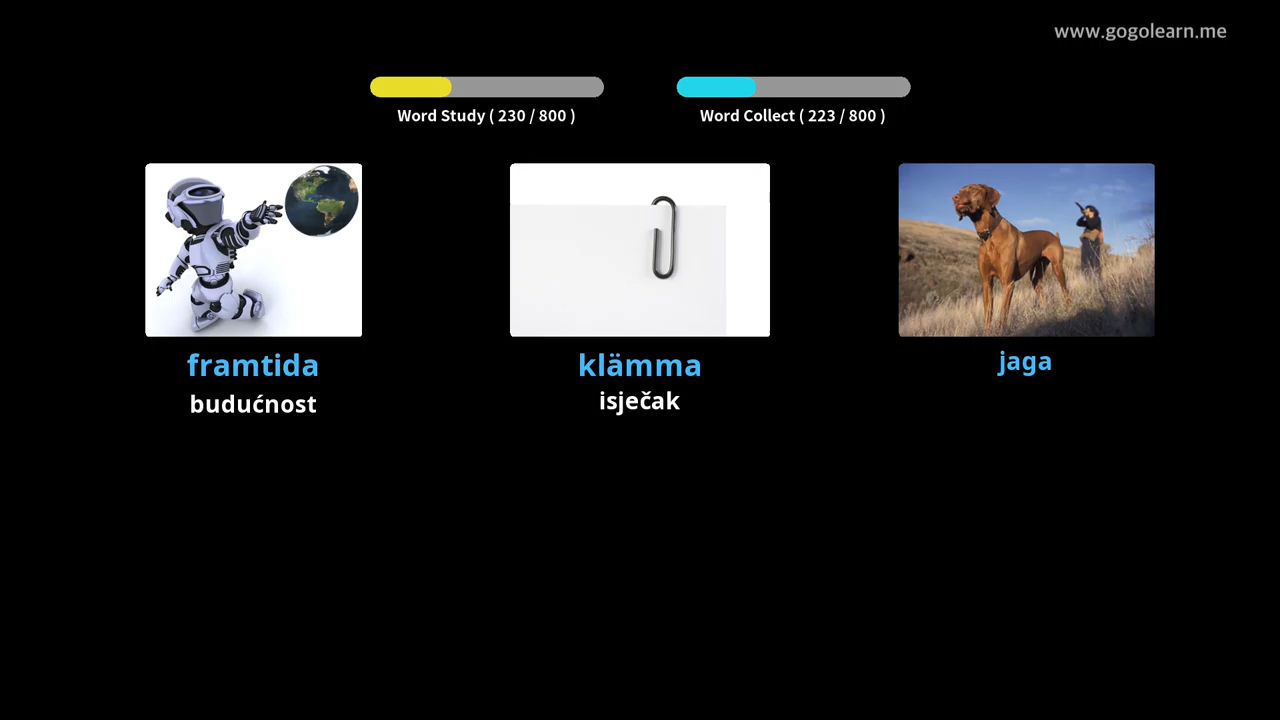 www.gogolearn.me
Word Study ( 230 / 800 )
Word Collect ( 223 / 800 )
framtida
klämma
jaga
budućnost
isječak